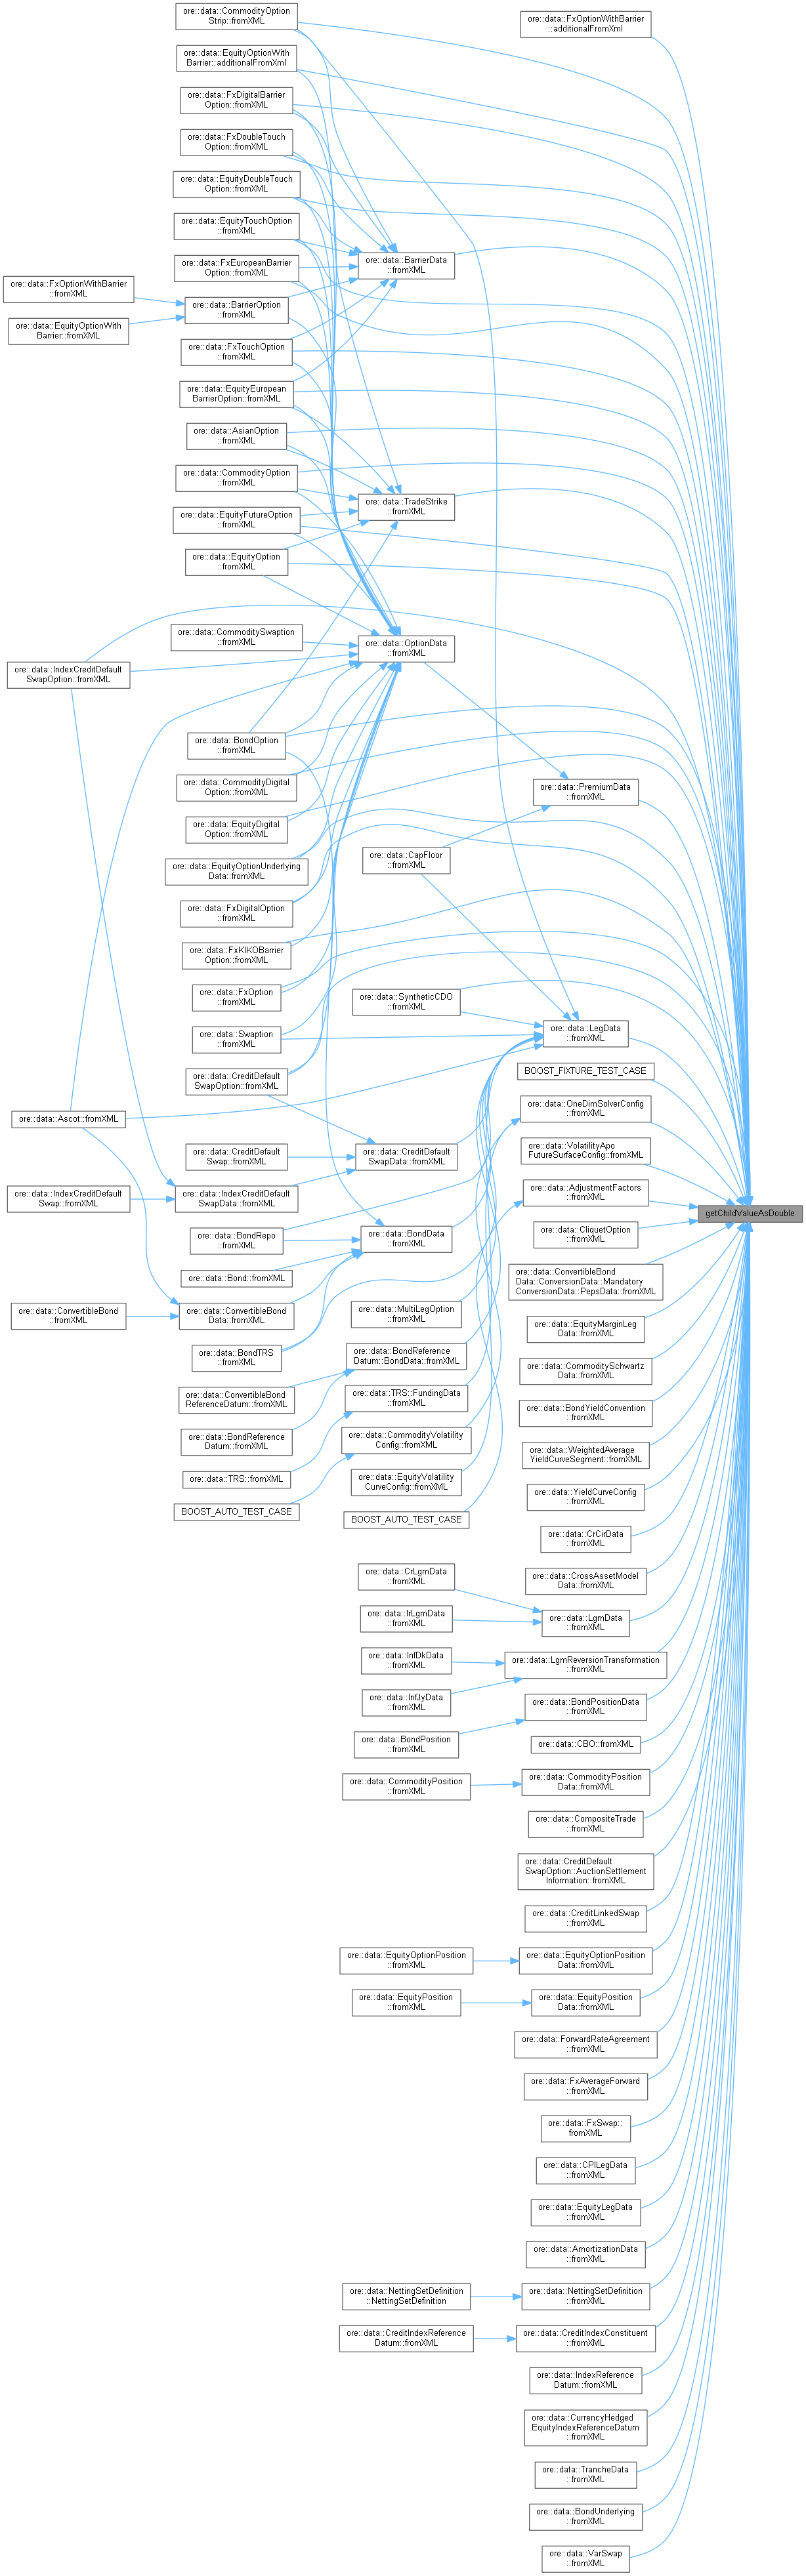 ore::data::CommodityOption
Strip::fromXML
ore::data::FxOptionWithBarrier
::additionalFromXml
ore::data::EquityOptionWith
Barrier::additionalFromXml
ore::data::FxDigitalBarrier
Option::fromXML
ore::data::FxDoubleTouch
Option::fromXML
ore::data::EquityDoubleTouch
Option::fromXML
ore::data::EquityTouchOption
::fromXML
ore::data::BarrierData
::fromXML
ore::data::FxEuropeanBarrier
Option::fromXML
ore::data::FxOptionWithBarrier
::fromXML
ore::data::BarrierOption
::fromXML
ore::data::EquityOptionWith
Barrier::fromXML
ore::data::FxTouchOption
::fromXML
ore::data::EquityEuropean
BarrierOption::fromXML
ore::data::AsianOption
::fromXML
ore::data::CommodityOption
::fromXML
ore::data::TradeStrike
::fromXML
ore::data::EquityFutureOption
::fromXML
ore::data::EquityOption
::fromXML
ore::data::CommoditySwaption
::fromXML
ore::data::OptionData
::fromXML
ore::data::IndexCreditDefault
SwapOption::fromXML
ore::data::BondOption
::fromXML
ore::data::CommodityDigital
Option::fromXML
ore::data::PremiumData
::fromXML
ore::data::EquityDigital
Option::fromXML
ore::data::CapFloor
::fromXML
ore::data::EquityOptionUnderlying
Data::fromXML
ore::data::FxDigitalOption
::fromXML
ore::data::FxKIKOBarrier
Option::fromXML
ore::data::FxOption
::fromXML
ore::data::SyntheticCDO
::fromXML
ore::data::Swaption
::fromXML
ore::data::LegData
::fromXML
ore::data::CreditDefault
SwapOption::fromXML
BOOST_FIXTURE_TEST_CASE
ore::data::Ascot::fromXML
ore::data::OneDimSolverConfig
::fromXML
ore::data::CreditDefault
Swap::fromXML
ore::data::CreditDefault
SwapData::fromXML
ore::data::VolatilityApo
FutureSurfaceConfig::fromXML
ore::data::IndexCreditDefault
Swap::fromXML
ore::data::IndexCreditDefault
SwapData::fromXML
ore::data::AdjustmentFactors
::fromXML
getChildValueAsDouble
ore::data::BondRepo
::fromXML
ore::data::BondData
::fromXML
ore::data::CliquetOption
::fromXML
ore::data::Bond::fromXML
ore::data::ConvertibleBond
Data::ConversionData::Mandatory
ConversionData::PepsData::fromXML
ore::data::ConvertibleBond
::fromXML
ore::data::ConvertibleBond
Data::fromXML
ore::data::MultiLegOption
::fromXML
ore::data::EquityMarginLeg
Data::fromXML
ore::data::BondTRS
::fromXML
ore::data::BondReference
Datum::BondData::fromXML
ore::data::CommoditySchwartz
Data::fromXML
ore::data::ConvertibleBond
ReferenceDatum::fromXML
ore::data::TRS::FundingData
::fromXML
ore::data::BondYieldConvention
::fromXML
ore::data::BondReference
Datum::fromXML
ore::data::CommodityVolatility
Config::fromXML
ore::data::WeightedAverage
YieldCurveSegment::fromXML
ore::data::TRS::fromXML
ore::data::EquityVolatility
CurveConfig::fromXML
ore::data::YieldCurveConfig
::fromXML
BOOST_AUTO_TEST_CASE
BOOST_AUTO_TEST_CASE
ore::data::CrCirData
::fromXML
ore::data::CrossAssetModel
Data::fromXML
ore::data::CrLgmData
::fromXML
ore::data::IrLgmData
::fromXML
ore::data::LgmData
::fromXML
ore::data::InfDkData
::fromXML
ore::data::LgmReversionTransformation
::fromXML
ore::data::InfJyData
::fromXML
ore::data::BondPositionData
::fromXML
ore::data::BondPosition
::fromXML
ore::data::CBO::fromXML
ore::data::CommodityPosition
::fromXML
ore::data::CommodityPosition
Data::fromXML
ore::data::CompositeTrade
::fromXML
ore::data::CreditDefault
SwapOption::AuctionSettlement
Information::fromXML
ore::data::CreditLinkedSwap
::fromXML
ore::data::EquityOptionPosition
::fromXML
ore::data::EquityOptionPosition
Data::fromXML
ore::data::EquityPosition
::fromXML
ore::data::EquityPosition
Data::fromXML
ore::data::ForwardRateAgreement
::fromXML
ore::data::FxAverageForward
::fromXML
ore::data::FxSwap::
fromXML
ore::data::CPILegData
::fromXML
ore::data::EquityLegData
::fromXML
ore::data::AmortizationData
::fromXML
ore::data::NettingSetDefinition
::NettingSetDefinition
ore::data::NettingSetDefinition
::fromXML
ore::data::CreditIndexReference
Datum::fromXML
ore::data::CreditIndexConstituent
::fromXML
ore::data::IndexReference
Datum::fromXML
ore::data::CurrencyHedged
EquityIndexReferenceDatum
::fromXML
ore::data::TrancheData
::fromXML
ore::data::BondUnderlying
::fromXML
ore::data::VarSwap
::fromXML